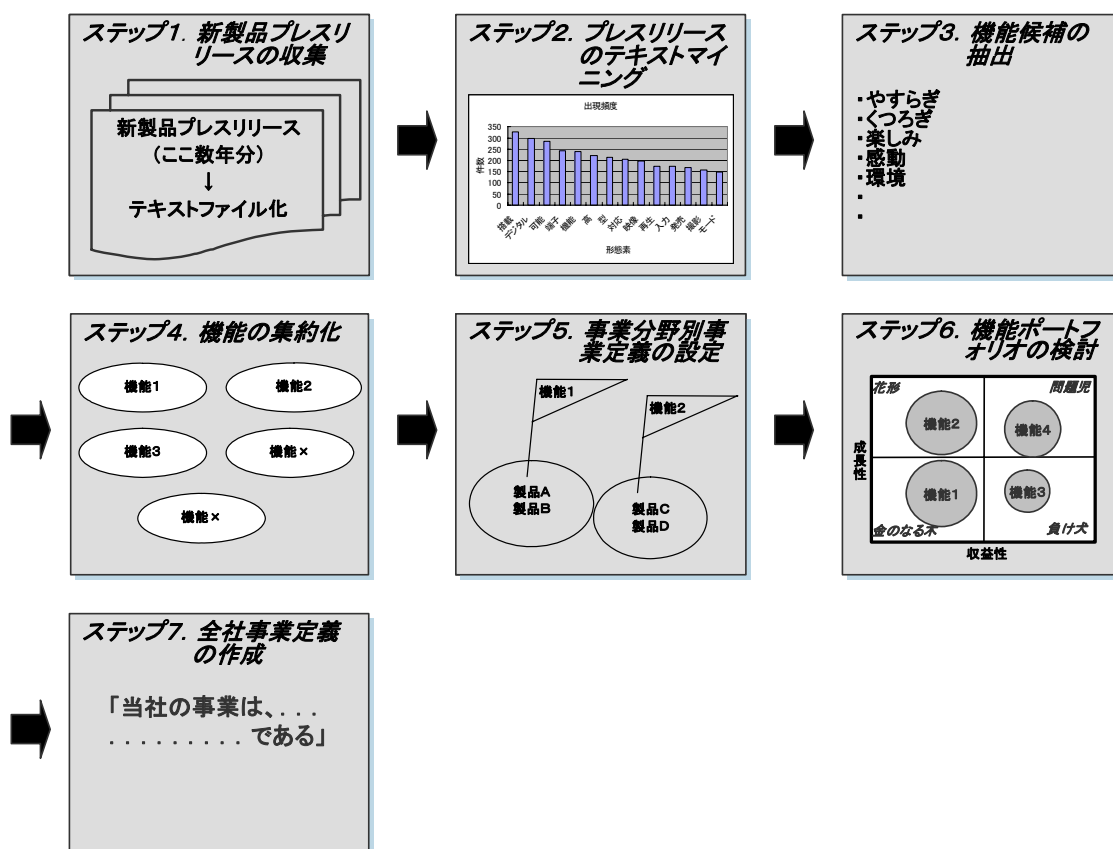 ステップ1. 新製品プレスリ
リースの収集
新製品プレスリリース
(ここ数年分)
↓
テキストファイル化
ステップ2. プレスリリース
のテキストマイ
ニング
出現頻度
件数
350
300
250
200
150
100
50
0
搭載
デジタル
可能
端子
機能
高
型
対応
映像
再生
入力
発売
撮影
モード
形態素
ステップ3. 機能候補の
抽出
・やすらぎ
・くつろぎ
・楽しみ
・感動
・環境
・
・
ステップ4. 機能の集約化
機能1
機能2
機能3
機能×
機能×
ステップ5. 事業分野別事
業定義の設定
機能1
機能2
製品A
製品B
製品C
製品D
ステップ6. 機能ポートフ
ォリオの検討
花形
問題児
機能2
機能4
成長性
機能1
機能3
金のなる木
負け犬
収益性
ステップ7. 全社事業定義
の作成
「当社の事業は、. . .
. . . . . . . . . . である」